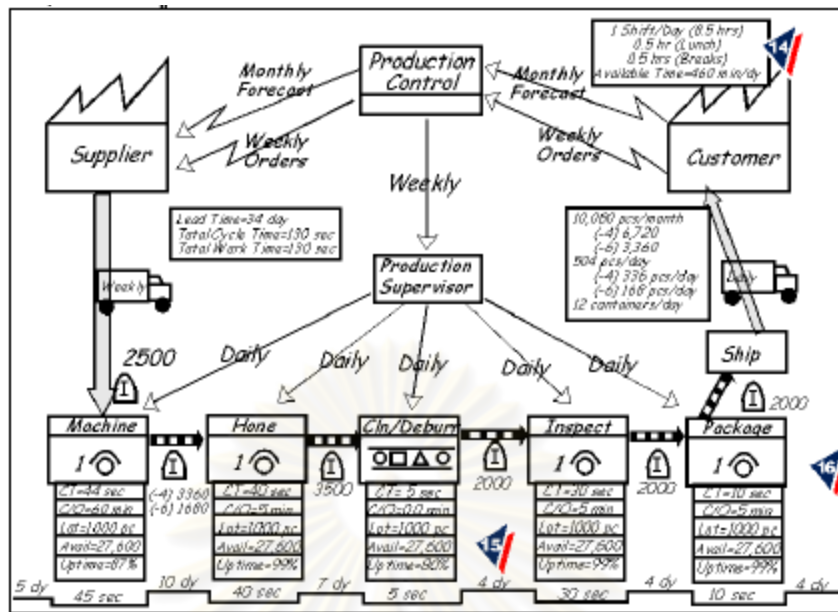 1 Shift/Day (8.5 hrs)
0.5 hr (Lunch)
0.5 hrs (Breaks)
Available Time=460 min/dy
14
Production
Control
Monthly
Forecast
Monthly
Forecast
Weekly
Orders
Weekly
Orders
Supplier
Customer
Weekly
Lead Time=34 day
Total Cycle Time=130 sec
Total Work Time=130 sec
10,080 pcs/month
(-4) 6,720
(-6) 3,360
504 pcs/day
(-4) 336 pcs/day
(-6) 168 pcs/day
12 containers/day
Production
Supervisor
Weekly
Daily
Daily
Daily
Daily
Daily
Daily
Ship
2500
I
I
2000
Machine
1
CT=44 sec
C/O=60 min
Lot=1000 pc
Avail=27,600
Uptime=87%
I
(-4) 3360
(-6) 1680
Hone
1
CT=40 sec
C/O=5 min
Lot=1000 pc
Avail=27,600
Uptime=99%
I
3500
Cln/Deburr
CT= 5 sec
C/O=0.0 min
Lot=1000 pc
Avail=27,600
Uptime=90%
I
2000
15
Inspect
1
CT=30 sec
C/O=5 min
Lot=1000 pc
Avail=27,600
Uptime=99%
I
2000
Package
1
CT=10 sec
C/O=5 min
Lot=1000 pc
Avail=27,600
Uptime=99%
16
5 dy
45 sec
10 dy
40 sec
7 dy
5 sec
4 dy
30 sec
4 dy
10 sec
4 dy